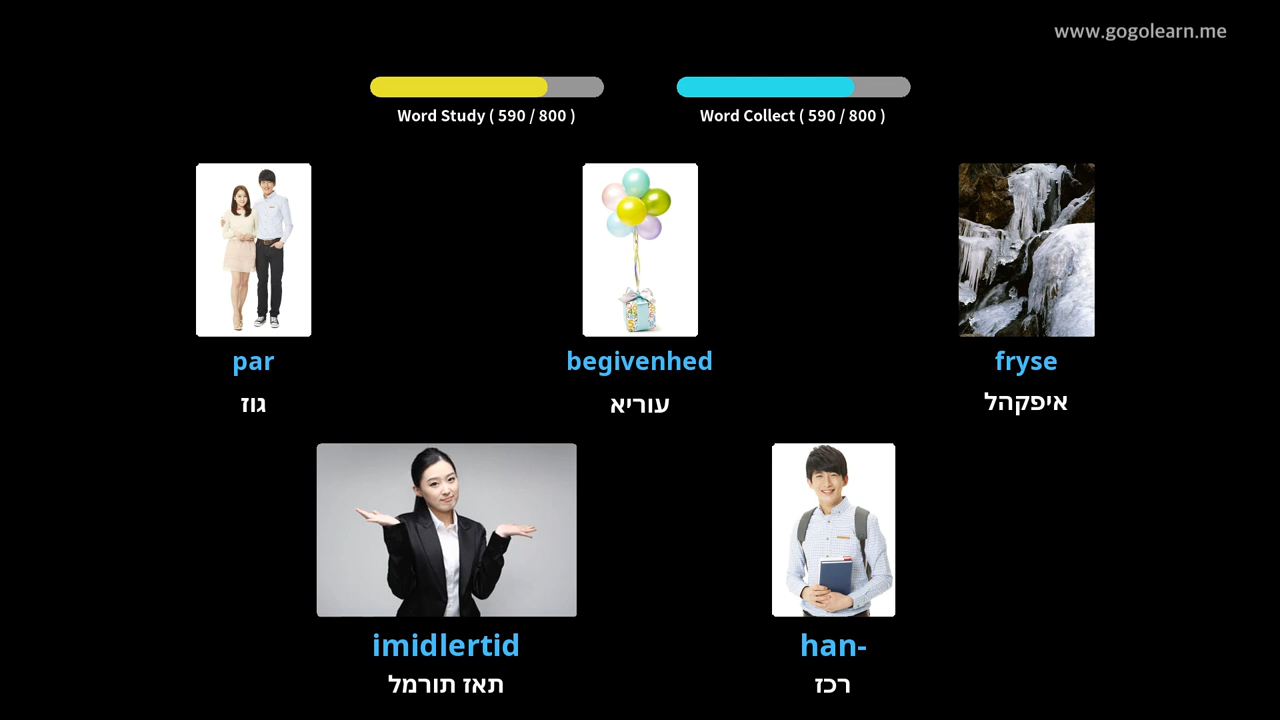 www.gogolearn.me
Word Study ( 590 / 800 )
Word Collect ( 590 / 800 )
par
גוז
begivenhed
עוריא
fryse
איפקהל
imidlertid
תאז תורמל
han-
רכז